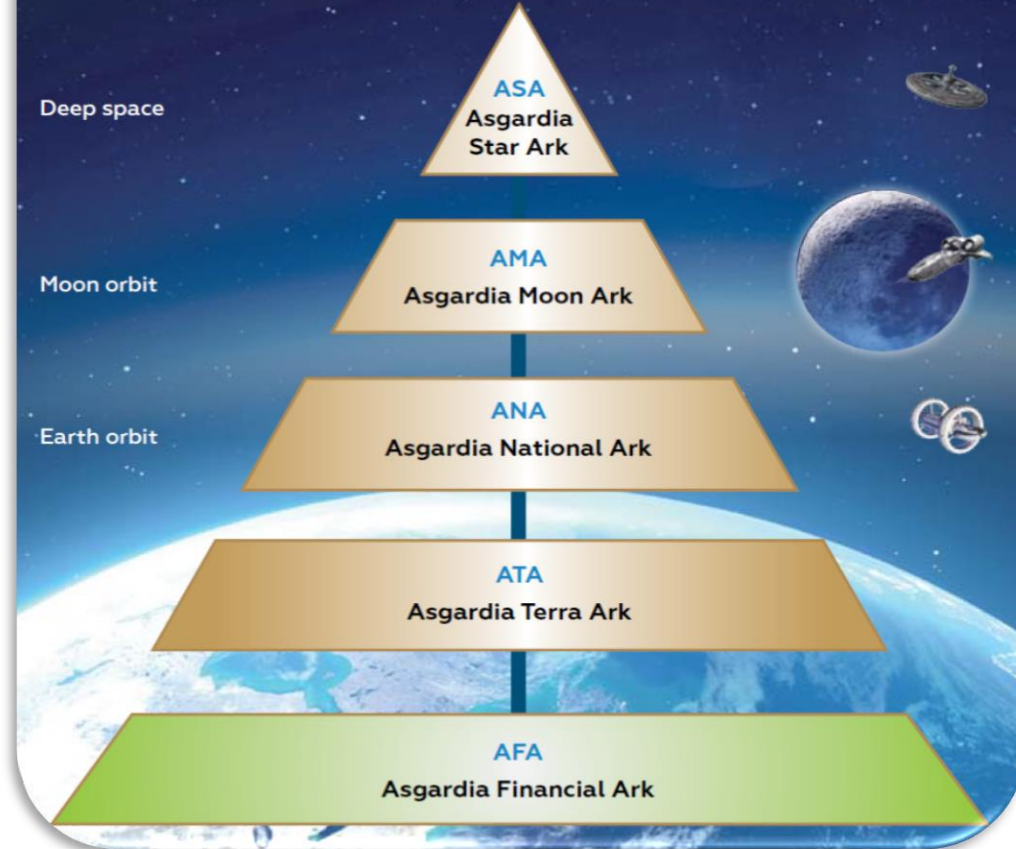 Deep space
ASA
Asgardia
Star Ark
Moon orbit
AMA
Asgardia Moon Ark
Earth orbit
ANA
Asgardia National Ark
ATA
Asgardia Terra Ark
AFA
Asgardia Financial Ark